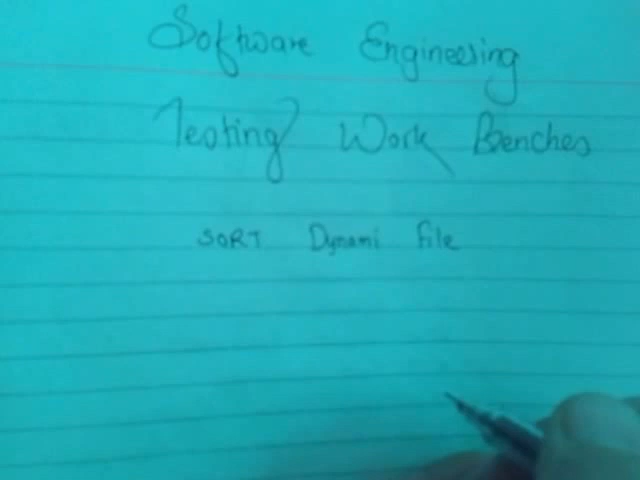 Software Engineering
Testing Work Benches
SORT Dynami File